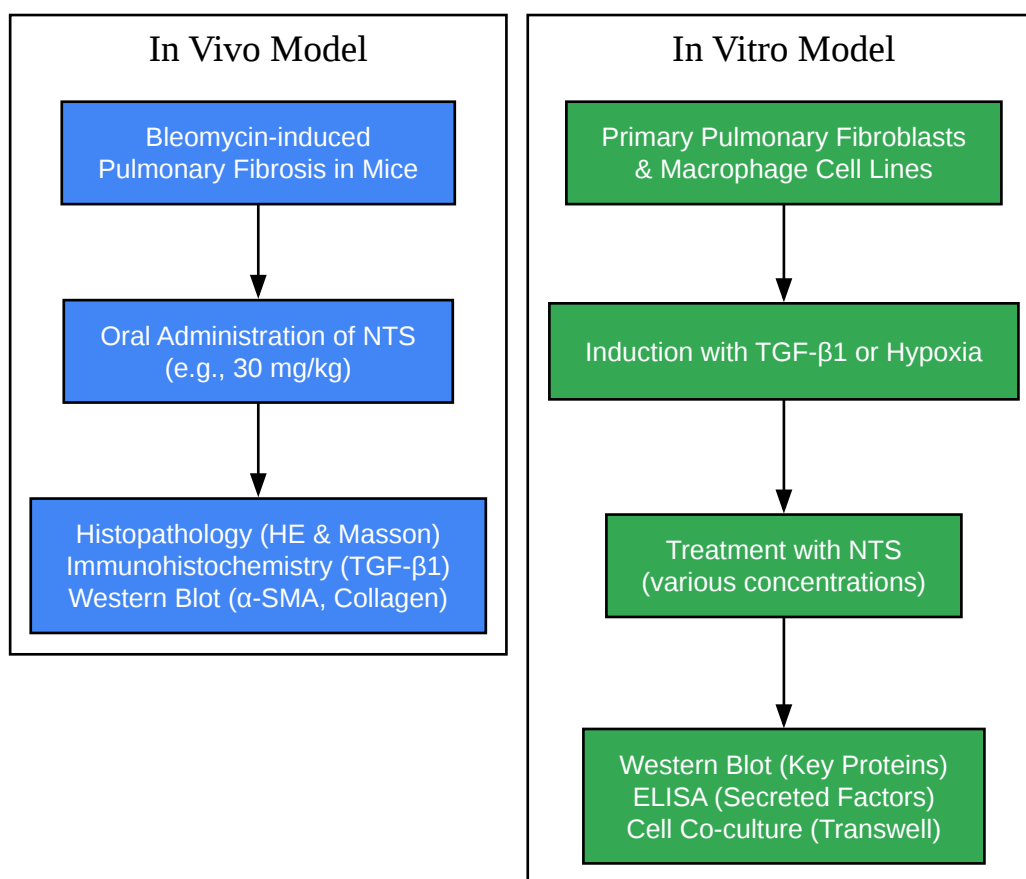 In Vivo Model
Bleomycin-induced
Pulmonary Fibrosis in Mice
Oral Administration of NTS
(e.g., 30 mg/kg)
Histopathology (HE & Masson)
Immunohistochemistry (TGF-β1)
Western Blot (α-SMA, Collagen)
In Vitro Model
Primary Pulmonary Fibroblasts
& Macrophage Cell Lines
Induction with TGF-β1 or Hypoxia
Treatment with NTS
(various concentrations)
Western Blot (Key Proteins)
ELISA (Secreted Factors)
Cell Co-culture (Transwell)